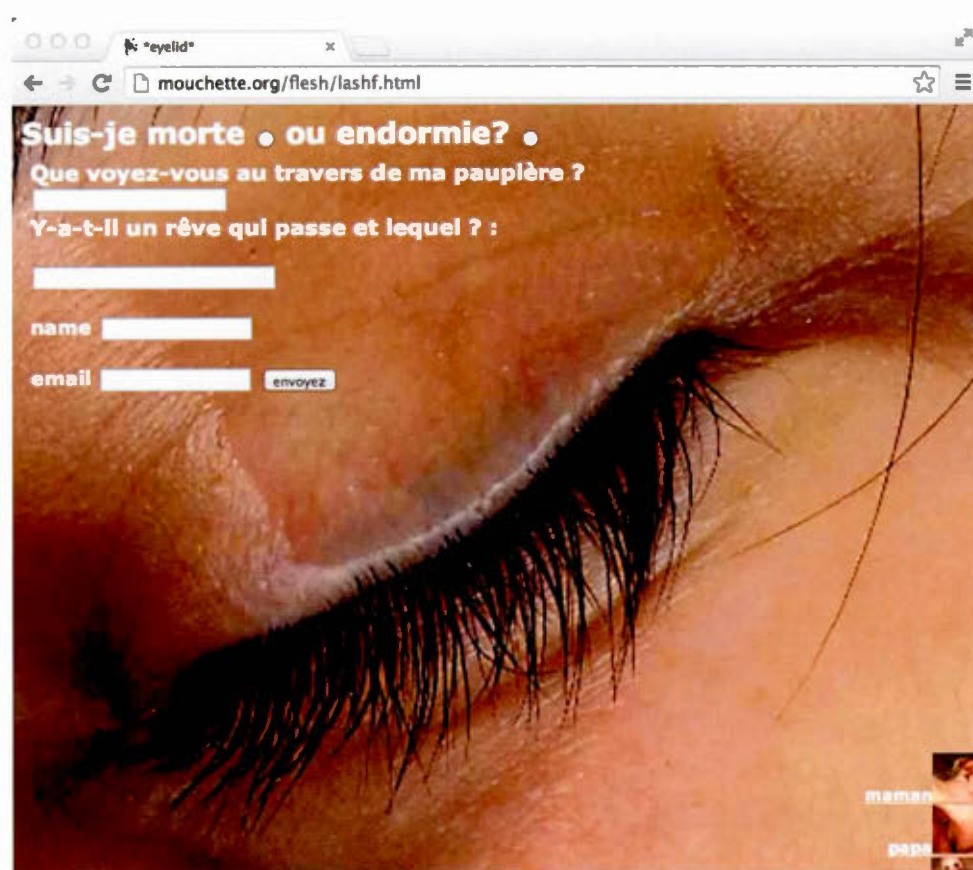 *eyelid*
mouchette.org/flesh/lashf.html
Suis-je morte ou endormie?
Que voyez-vous au travers de ma paupière ?
Y-a-t-il un rêve qui passe et lequel ? :
name
email envoyez
maman
papa